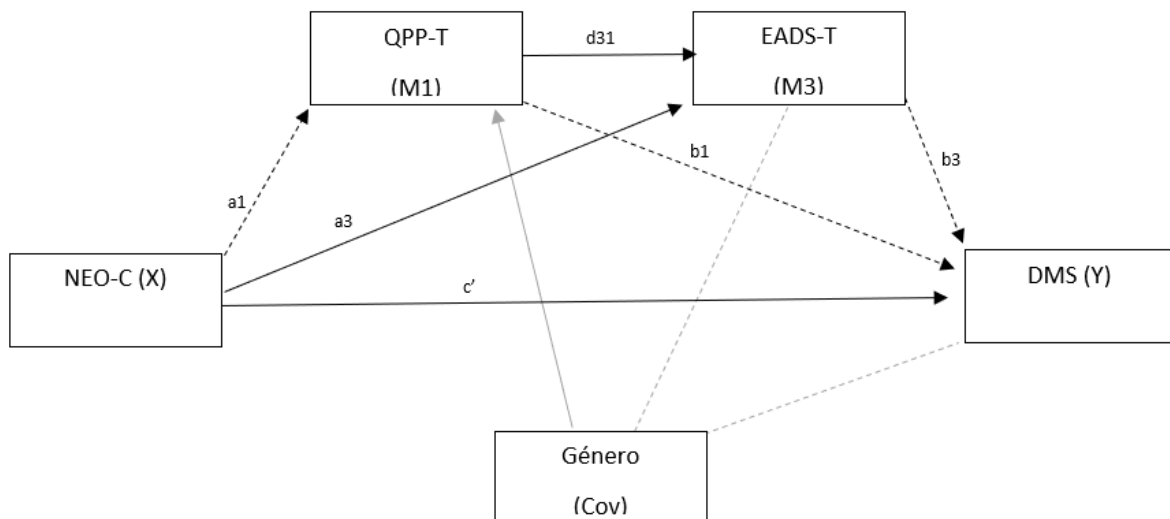 QPP-T
(M1)
d31
EADS-T
(M3)
b1
b3
a1
a3
NEO-C (X)
c’
DMS (Y)
Género
(Cov)